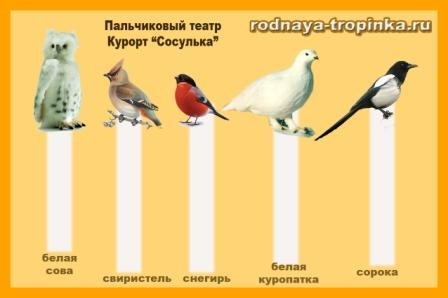 Пальчиковый театр
Курорт “Сосулька”
rodnaya-tropinka.ru
белая
сова
свиристель
снегирь
белая
куропатка
сорока